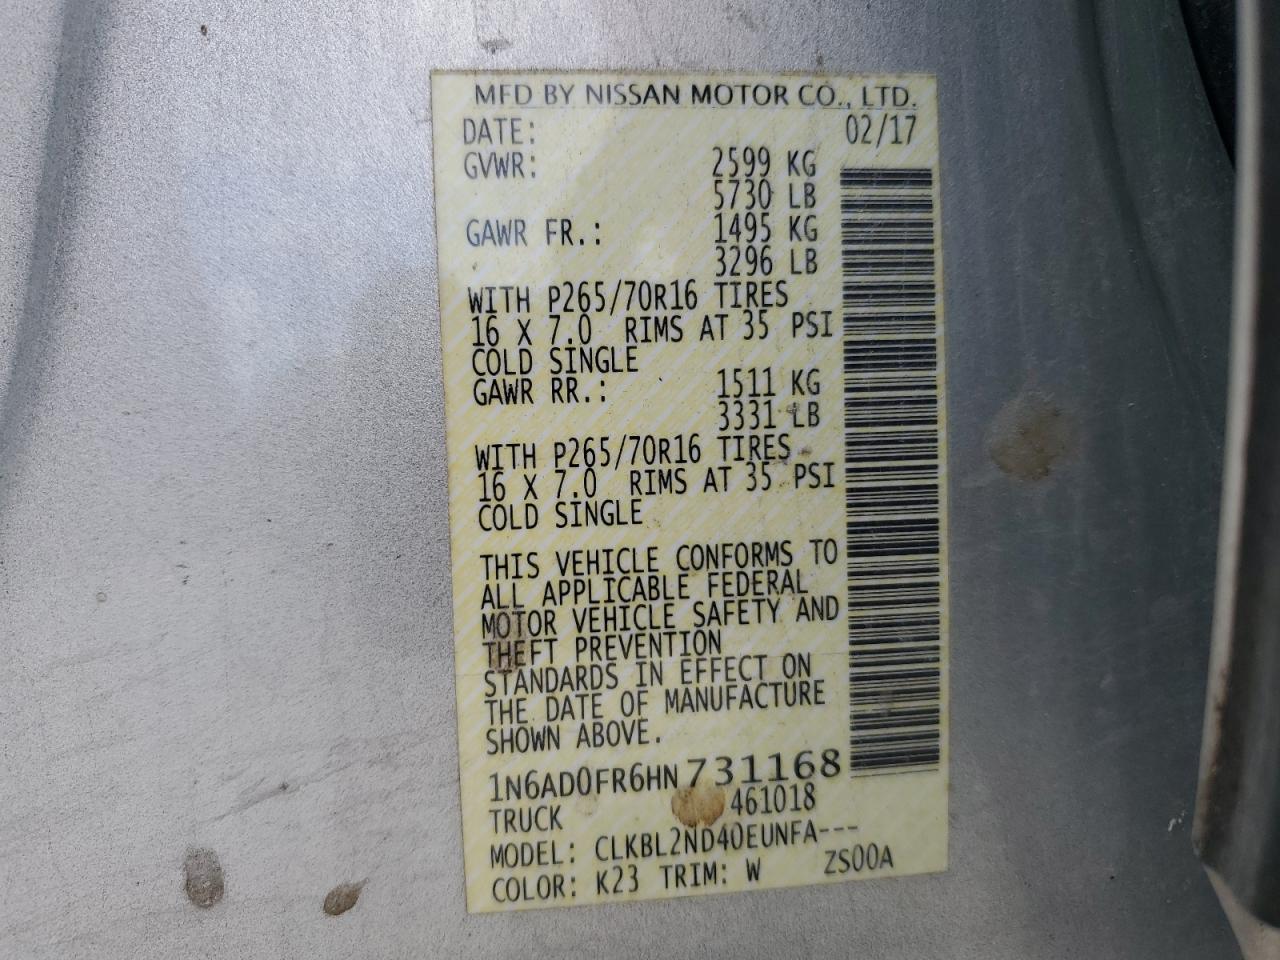 MFD BY NISSAN MOTOR CO., LTD.
DATE: 02/17
GVWR: 2599 KG
5730 LB
GAWR FR.: 1495 KG
3296 LB
WITH P265/70R16 TIRES
16 X 7.0 RIMS AT 35 PSI
COLD SINGLE
GAWR RR.: 1511 KG
3331 LB
WITH P265/70R16 TIRES
16 X 7.0 RIMS AT 35 PSI
COLD SINGLE
THIS VEHICLE CONFORMS TO
ALL APPLICABLE FEDERAL
MOTOR VEHICLE SAFETY AND
THEFT PREVENTION
STANDARDS IN EFFECT ON
THE DATE OF MANUFACTURE
SHOWN ABOVE.
1N6AD0FR6HN731168
TRUCK 461018
MODEL: CLKBL2ND40EUNFA---
COLOR: K23 TRIM: W ZS00A